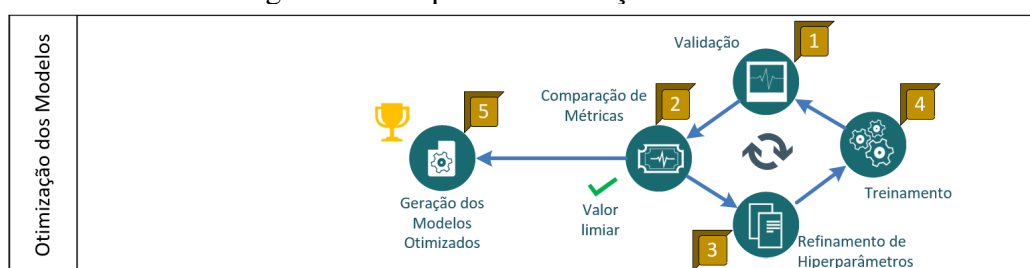 Otimização dos Modelos
Validação
1
Comparação de
Métricas
2
4
5
Treinamento
Geração dos
Modelos
Otimizados
Valor
limiar
3
Refinamento de
Hiperparâmetros